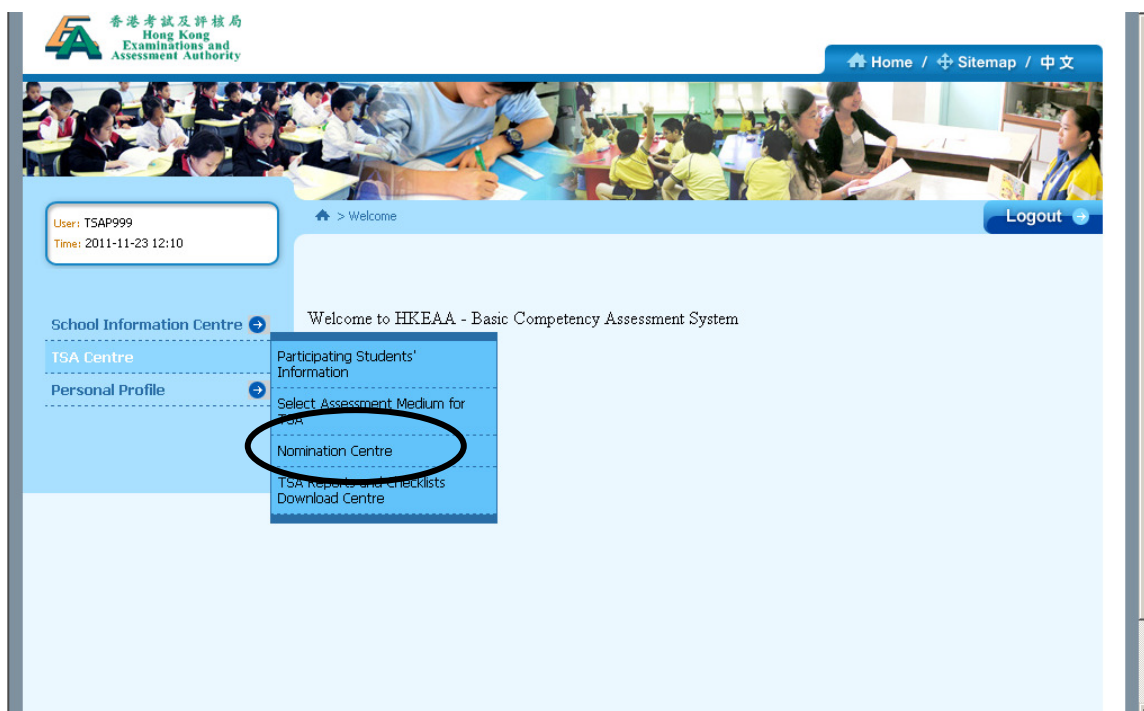 香港考試及評核局
Hong Kong
Examinations and
Assessment Authority
Home / Sitemap / 中文
User: TSAP999
Time: 2011-11-23 12:10
> Welcome
Logout
Welcome to HKEAA - Basic Competency Assessment System
School Information Centre
TSA Centre
Personal Profile
Participating Students'
Information
Select Assessment Medium for
TSA
Nomination Centre
TSA Reports and Checklists
Download Centre